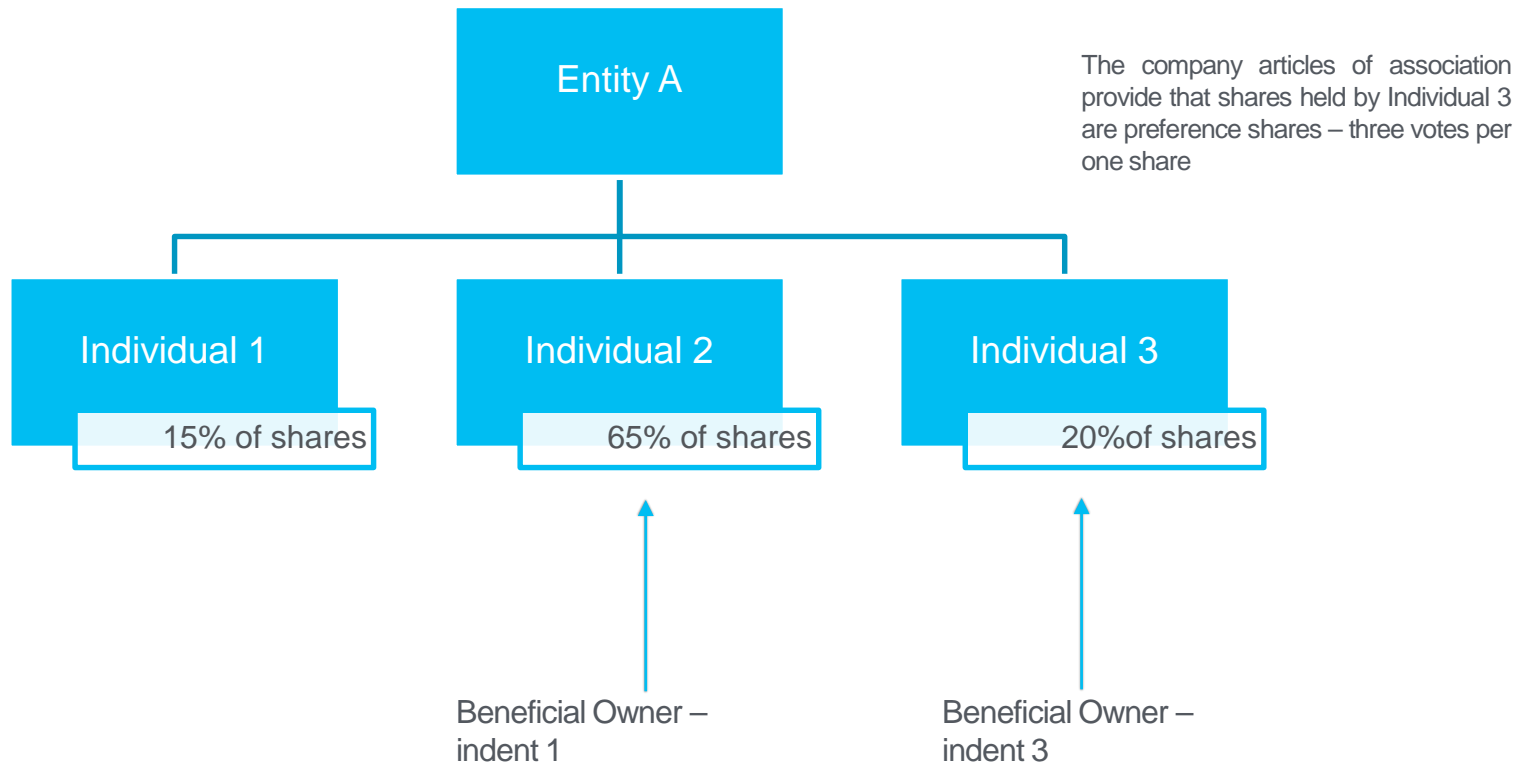 Entity A
The company articles of association
provide that shares held by Individual 3
are preference shares – three votes per
one share
Individual 1
Individual 2
Individual 3
15% of shares
65% of shares
20%of shares
Beneficial Owner –
indent 1
Beneficial Owner –
indent 3